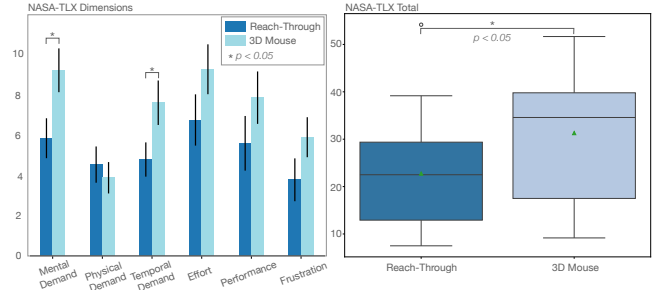 NASA-TLX Dimensions
Reach-Through
3D Mouse
* p < 0.05
*
*
10
8
6
4
2
0
Mental
Demand
Physical
Demand
Temporal
Demand
Effort
Performance
Frustration
NASA-TLX Total
*
p < 0.05
50
40
30
20
10
Reach-Through
3D Mouse